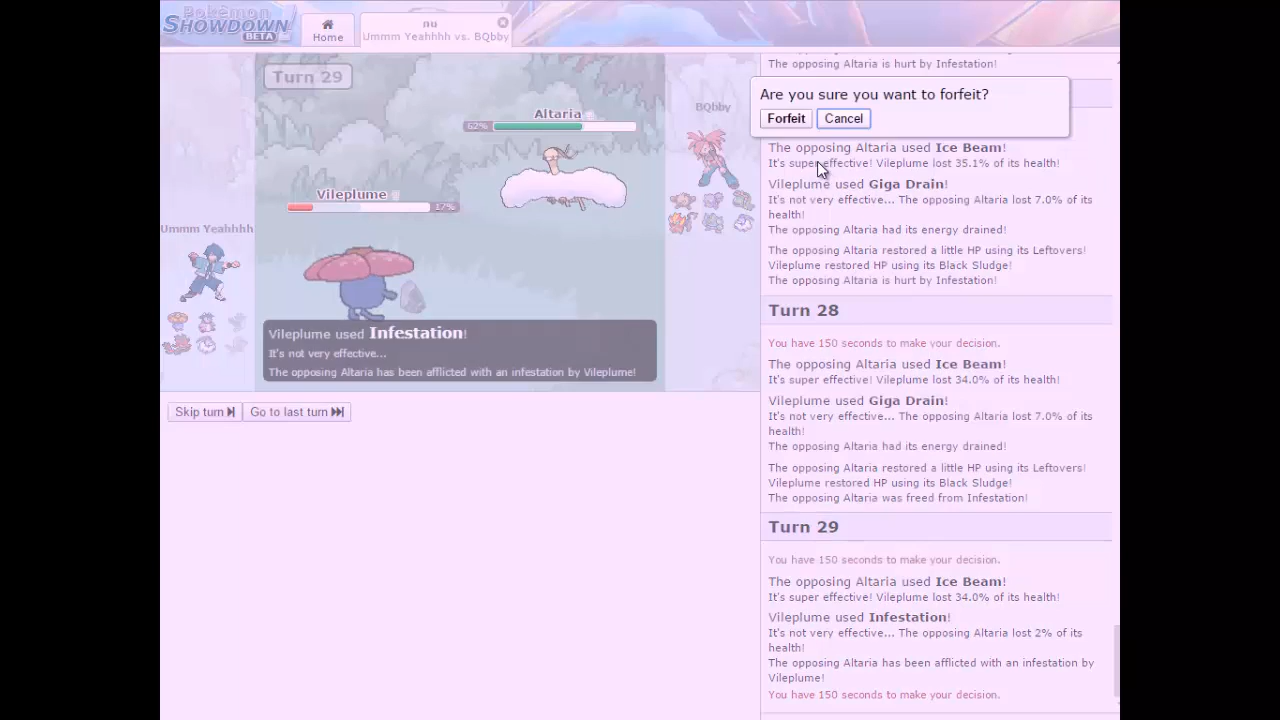 Pokémon
SHOWDOWN
BETA
Home
nu
Ummm Yeahhhh vs. BQbby
Turn 29
Altaria
62%
Vileplume
17%
Ummm Yeahhhh
BQbby
Vileplume used Infestation!
It's not very effective...
The opposing Altaria has been afflicted with an infestation by Vileplume!
Skip turn
Go to last turn
The opposing Altaria is hurt by Infestation!
Are you sure you want to forfeit?
Forfeit Cancel
The opposing Altaria used Ice Beam!
It's super effective! Vileplume lost 35.1% of its health!
Vileplume used Giga Drain!
It's not very effective... The opposing Altaria lost 7.0% of its
health!
The opposing Altaria had its energy drained!
The opposing Altaria restored a little HP using its Leftovers!
Vileplume restored HP using its Black Sludge!
The opposing Altaria is hurt by Infestation!
Turn 28
You have 150 seconds to make your decision.
The opposing Altaria used Ice Beam!
It's super effective! Vileplume lost 34.0% of its health!
Vileplume used Giga Drain!
It's not very effective... The opposing Altaria lost 7.0% of its
health!
The opposing Altaria had its energy drained!
The opposing Altaria restored a little HP using its Leftovers!
Vileplume restored HP using its Black Sludge!
The opposing Altaria was freed from Infestation!
Turn 29
You have 150 seconds to make your decision.
The opposing Altaria used Ice Beam!
It's super effective! Vileplume lost 34.0% of its health!
Vileplume used Infestation!
It's not very effective... The opposing Altaria lost 2% of its
health!
The opposing Altaria has been afflicted with an infestation by
Vileplume!
You have 150 seconds to make your decision.